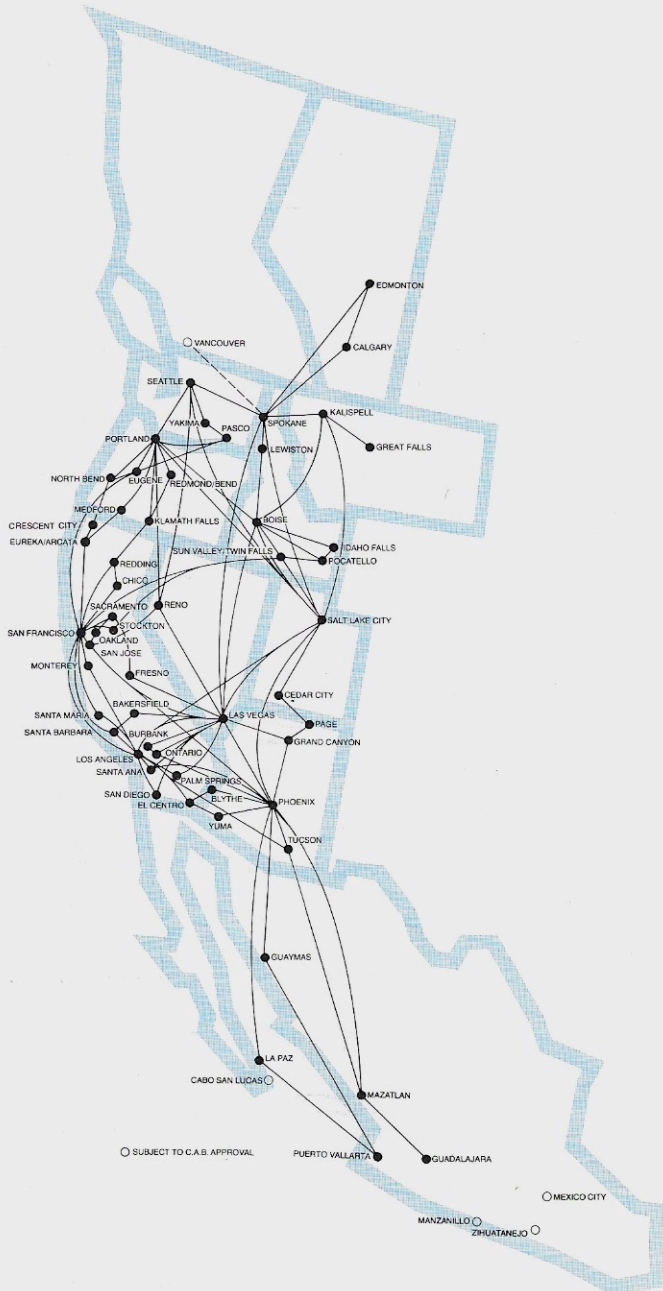 EDMONTON
VANCOUVER
CALGARY
SEATTLE
KALISPELL
YAKIMA
SPOKANE
PASCO
PORTLAND
LEWISTON
GREAT FALLS
NORTH BEND
EUGENE
REDMOND/BEND
MEDFORD
CRESCENT CITY
KLAMATH FALLS
BOISE
EUREKA/ARCATA
SUN VALLEY/TWIN FALLS
IDAHO FALLS
POCATELLO
REDDING
CHICO
SACRAMENTO
RENO
STOCKTON
SALT LAKE CITY
SAN FRANCISCO
OAKLAND
SAN JOSE
MONTEREY
FRESNO
CEDAR CITY
BAKERSFIELD
SANTA MARIA
LAS VEGAS
PAGE
SANTA BARBARA
BURBANK
GRAND CANYON
ONTARIO
LOS ANGELES
SANTA ANA
PALM SPRINGS
SAN DIEGO
BLYTHE
EL CENTRO
PHOENIX
YUMA
TUCSON
GUAYMAS
LA PAZ
CABO SAN LUCAS
MAZATLAN
SUBJECT TO C.A.B. APPROVAL
PUERTO VALLARTA
GUADALAJARA
MEXICO CITY
MANZANILLO
ZIHUATANEJO